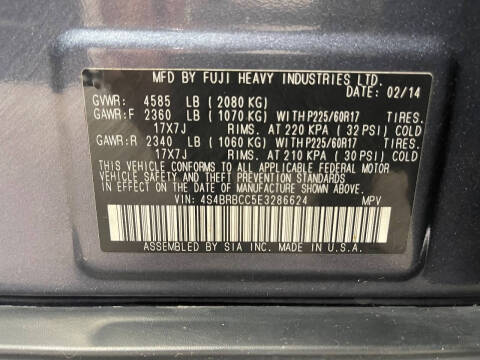 MFD BY FUJI HEAVY INDUSTRIES LTD.
DATE: 02/14
GVWR: 4585 LB (2080 KG)
GAWR:F 2360 LB (1070 KG) WITH P225/60R17 TIRES.
17X7J RIMS. AT 220 KPA (32 PSI) COLD
GAWR:R 2340 LB (1060 KG) WITH P225/60R17 TIRES.
17X7J RIMS. AT 210 KPA (30 PSI) COLD
THIS VEHICLE CONFORMS TO ALL APPLICABLE FEDERAL MOTOR
VEHICLE SAFETY AND THEFT PREVENTION STANDARDS IN EFFECT
ON THE DATE OF MANUFACTURE SHOWN ABOVE.
VIN: 4S4BRBCC5E3286624 MPV
ASSEMBLED BY SIA INC. MADE IN U.S.A.